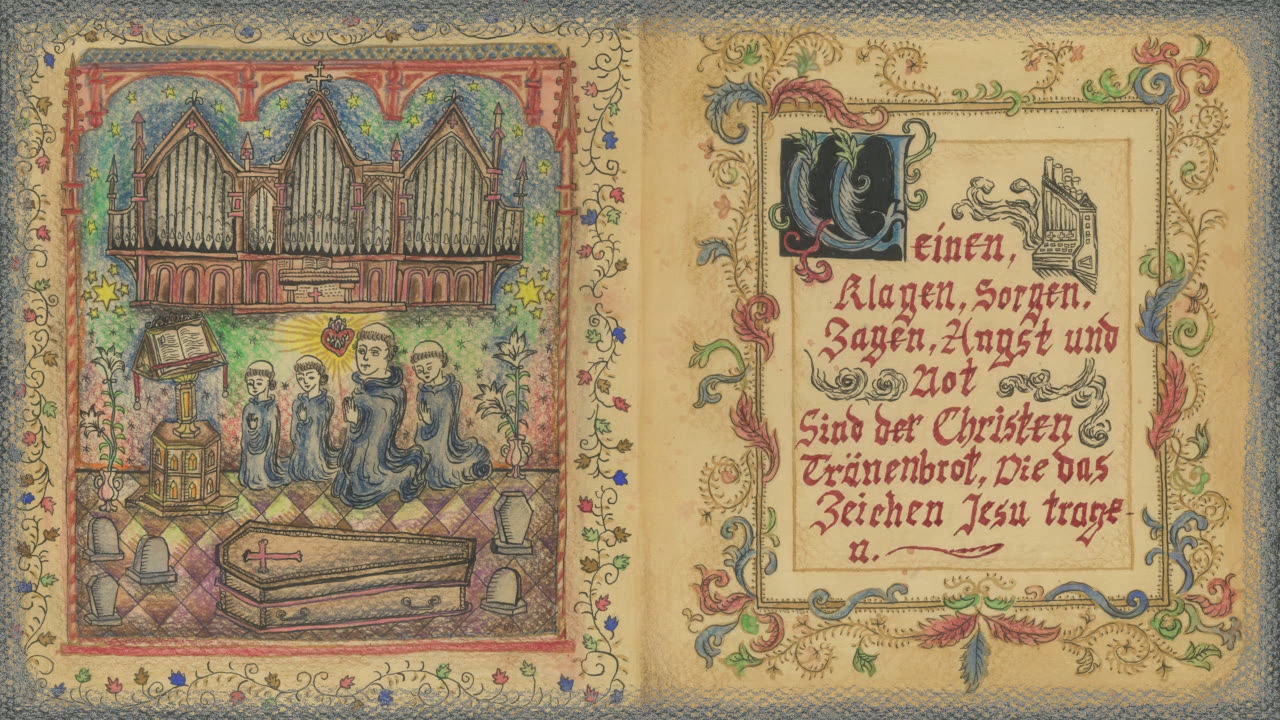 Weinen,
Klagen, Sorgen,
Zagen, Angst und
Not
Sind der Christen
Tränenbrot, Die das
Zeichen Jesu trage-
n.